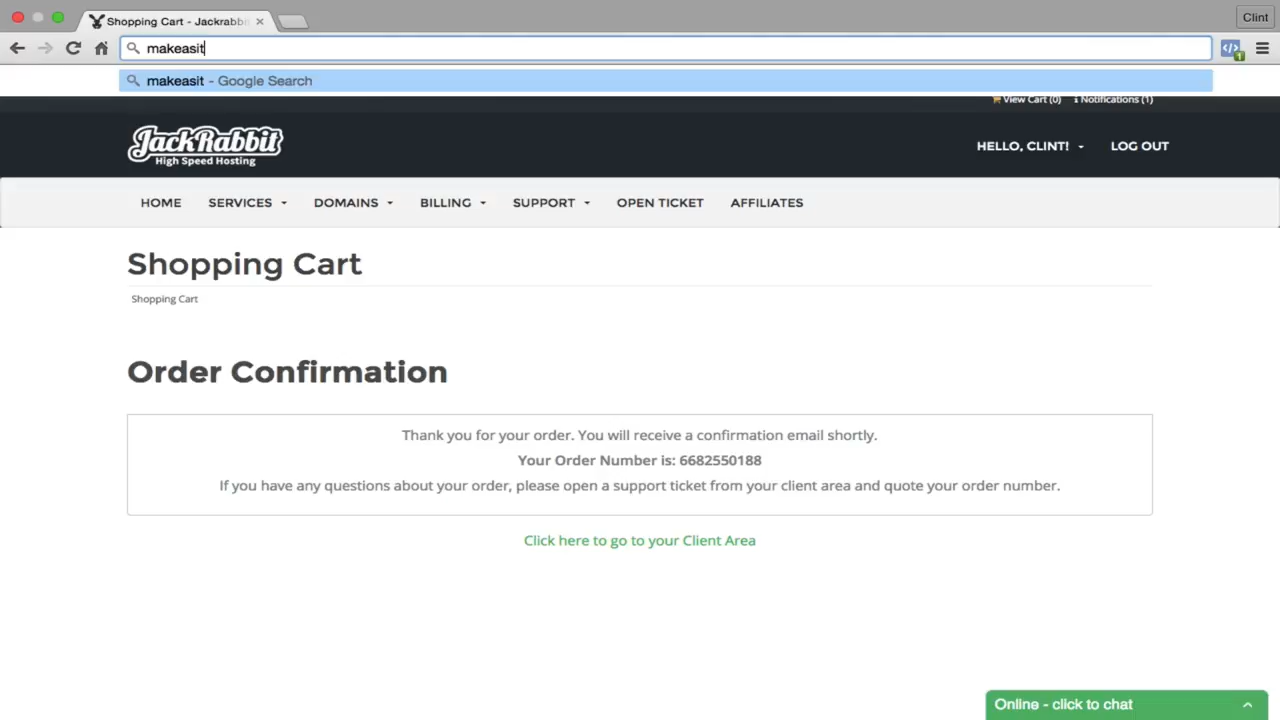 Shopping Cart - Jackrabb
Clint
makeasit
1
makeasit - Google Search
View Cart (0) Notifications (1)
JackRabbit
High Speed Hosting
HELLO, CLINT! LOG OUT
HOME SERVICES DOMAINS BILLING SUPPORT OPEN TICKET AFFILIATES
Shopping Cart
Shopping Cart
Order Confirmation
Thank you for your order. You will receive a confirmation email shortly.
Your Order Number is: 6682550188
If you have any questions about your order, please open a support ticket from your client area and quote your order number.
Click here to go to your Client Area
Online - click to chat